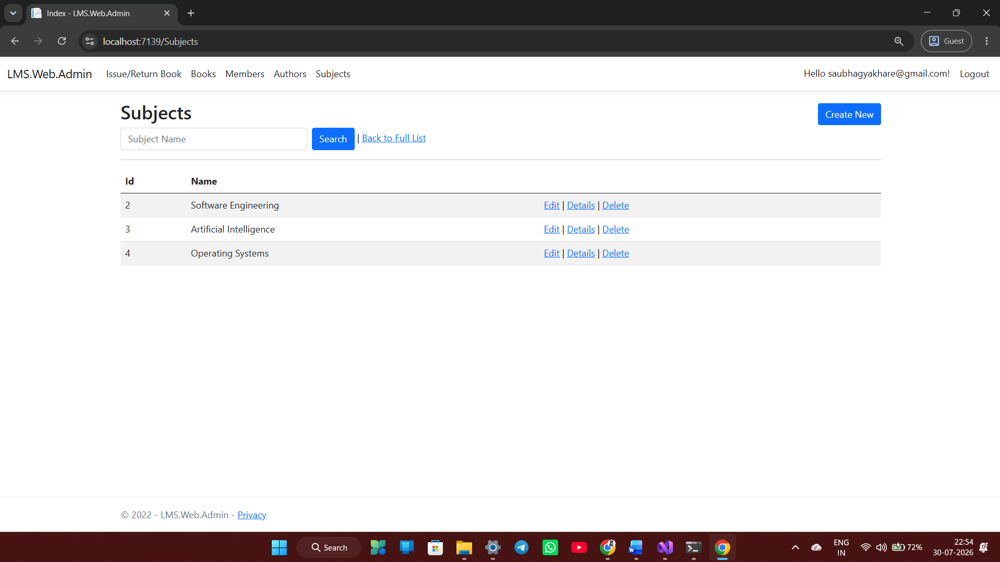 Index - LMS.Web.Admin
localhost:7139/Subjects
Guest
LMS.Web.Admin Issue/Return Book Books Members Authors Subjects Hello saubhagyakhare@gmail.com! Logout
Subjects
Create New
Subject Name Search | Back to Full List
Id Name
2 Software Engineering Edit | Details | Delete
3 Artificial Intelligence Edit | Details | Delete
4 Operating Systems Edit | Details | Delete
© 2022 - LMS.Web.Admin - Privacy
Search
ENG
IN
72%
22:54
30-07-2026